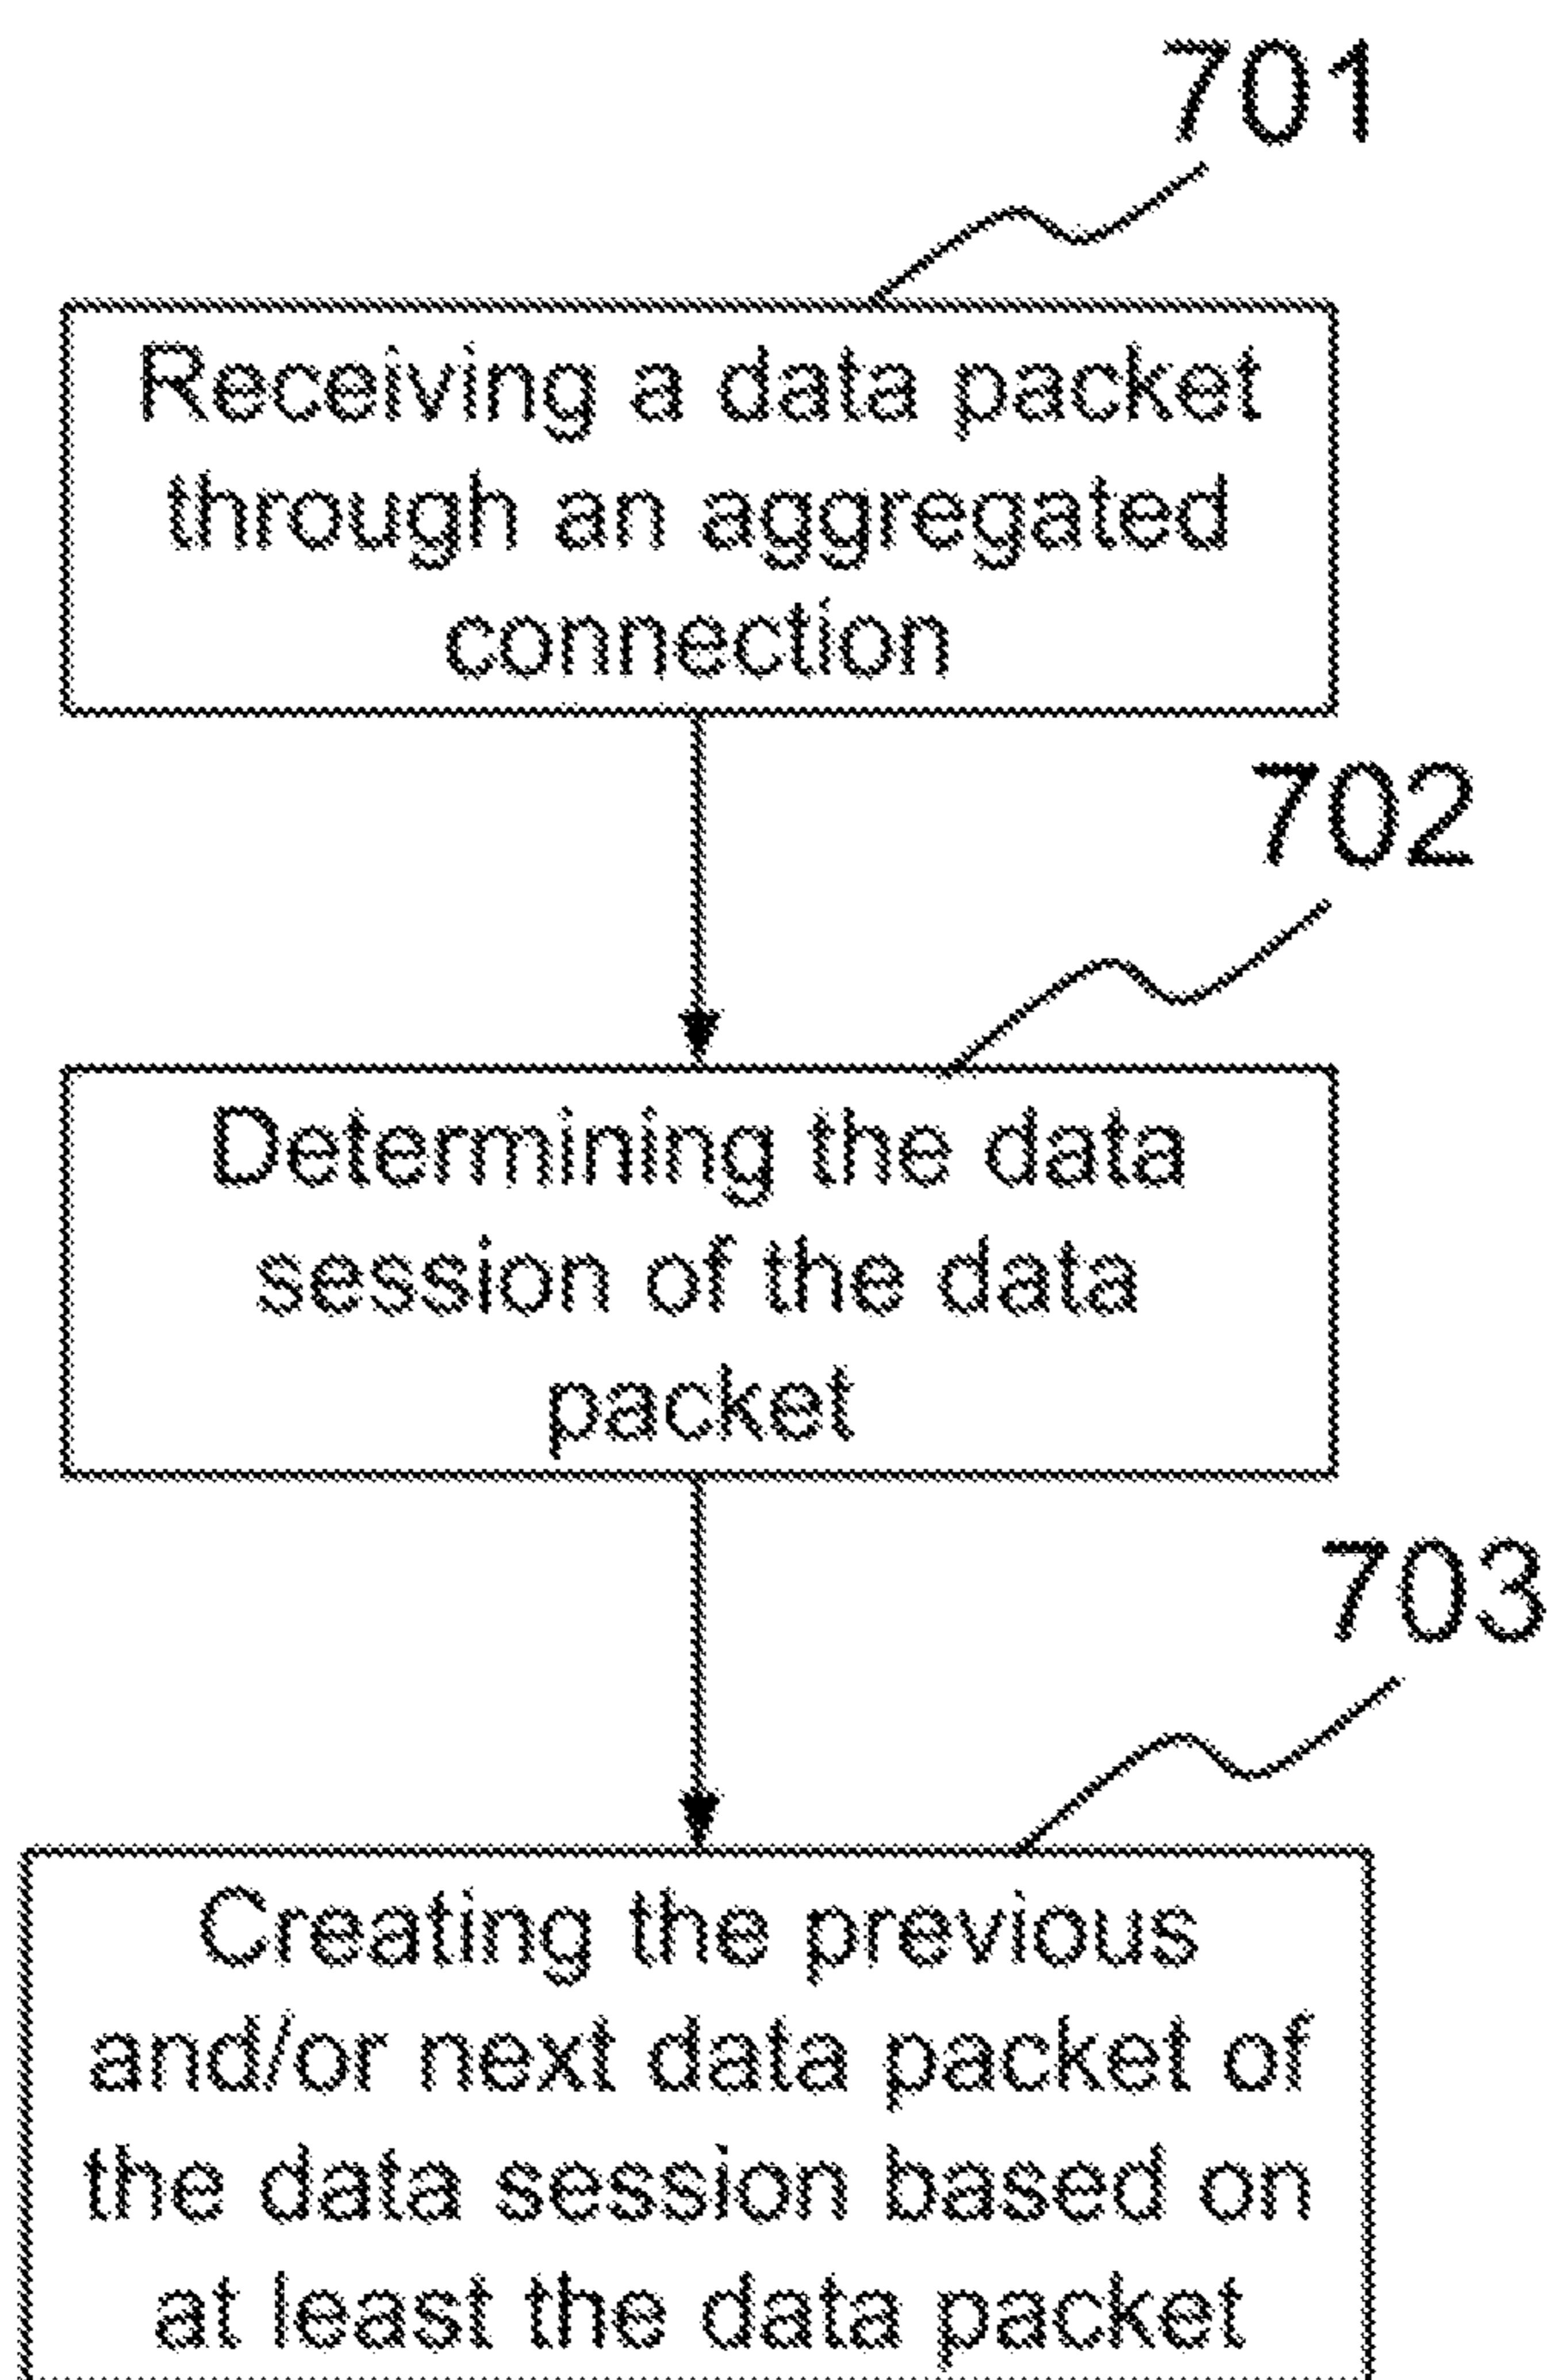 701
Receiving a data packet
through an aggregated
connection
702
Determining the data
session of the data
packet
703
Creating the previous
and/or next data packet of
the data session based on
at least the data packet